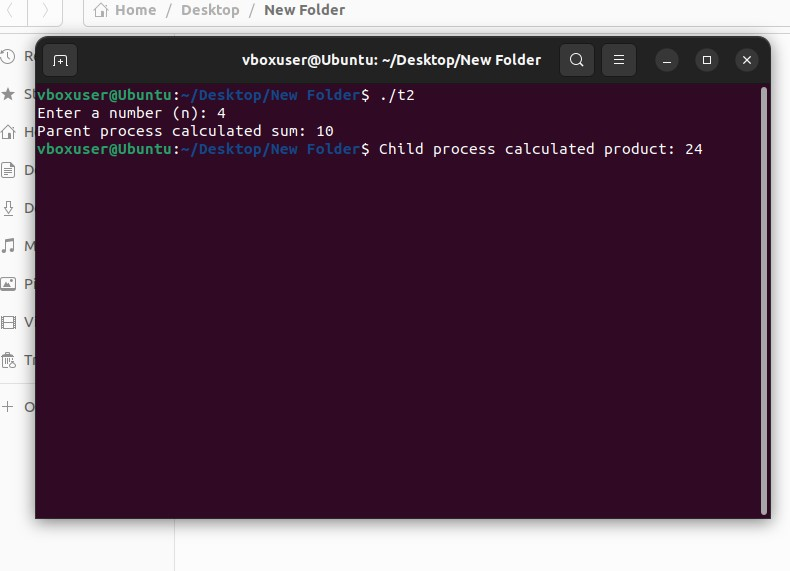 Home / Desktop / New Folder
vboxuser@Ubuntu: ~/Desktop/New Folder
vboxuser@Ubuntu:~/Desktop/New Folder$ ./t2
Enter a number (n): 4
Parent process calculated sum: 10
vboxuser@Ubuntu:~/Desktop/New Folder$ Child process calculated product: 24